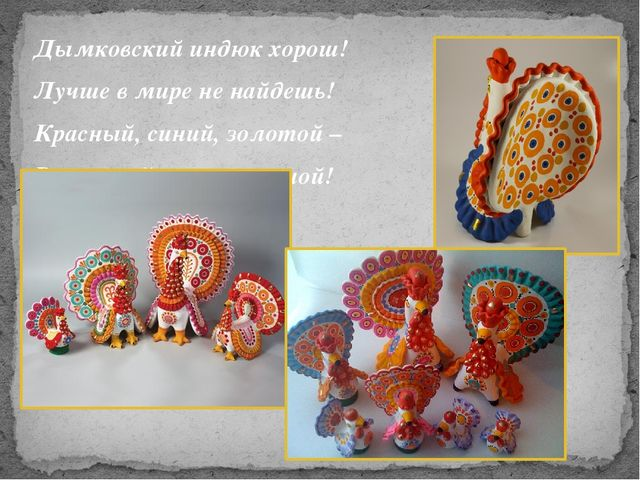 Дымковский индюк хорош!
Лучше в мире не найдешь!
Красный, синий, золотой –